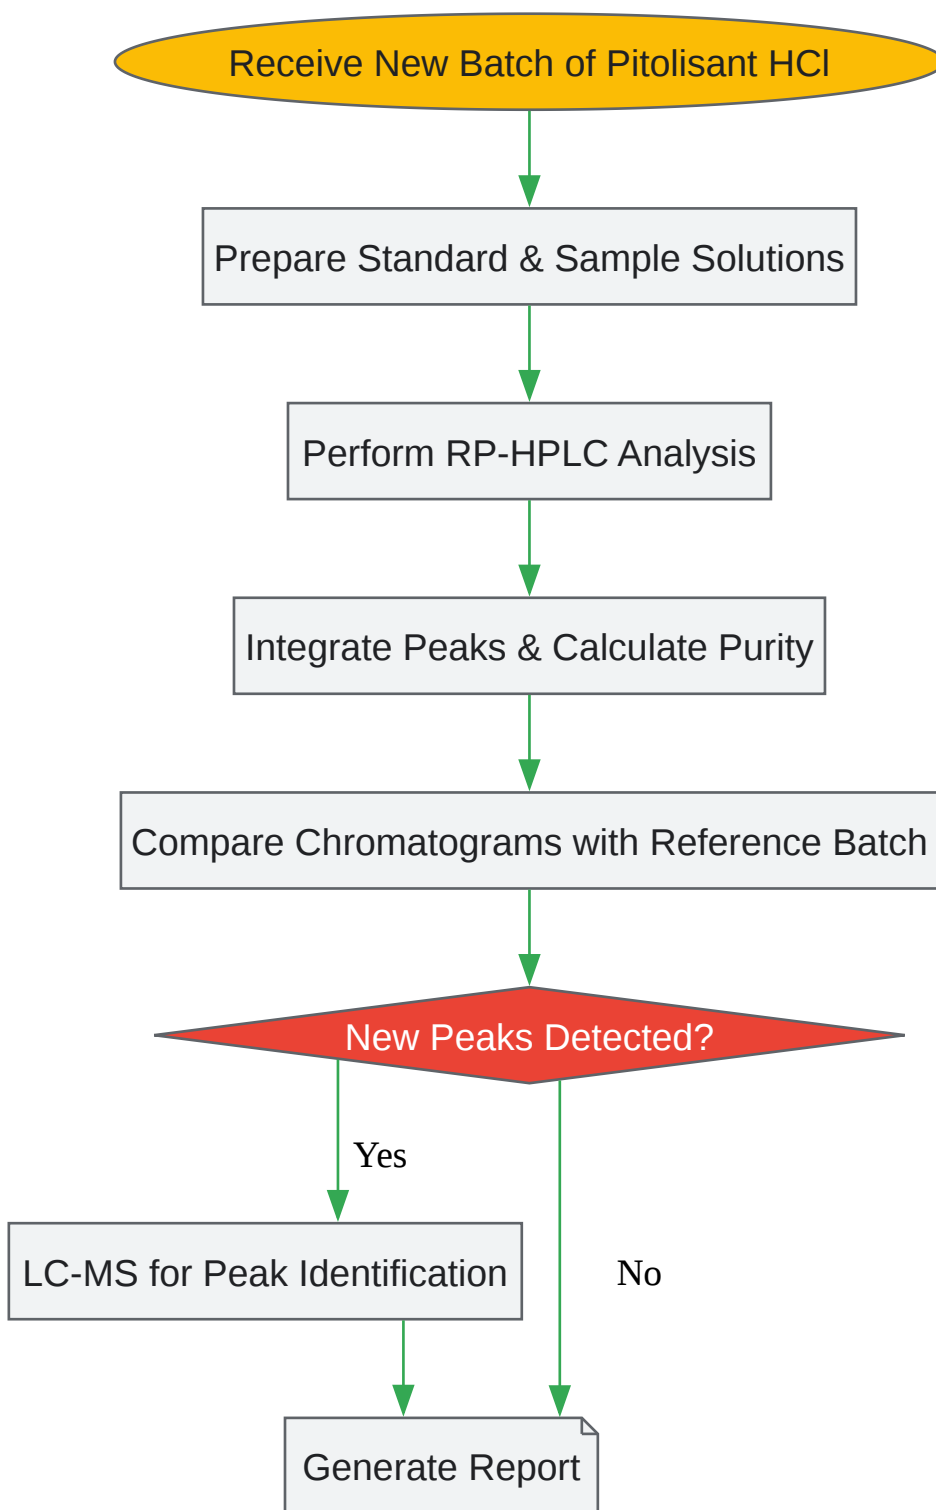 Receive New Batch of Pitolisant HCl
Prepare Standard & Sample Solutions
Perform RP-HPLC Analysis
Integrate Peaks & Calculate Purity
Compare Chromatograms with Reference Batch
New Peaks Detected?
Yes
LC-MS for Peak Identification
No
Generate Report